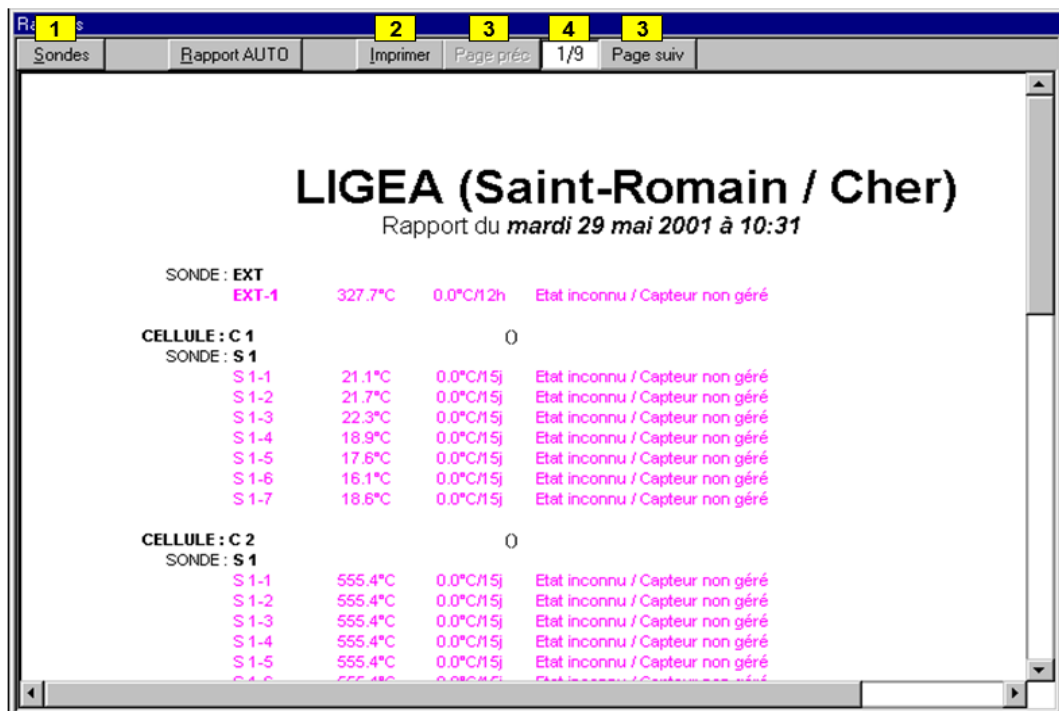 Ra s
1 2 3 4 3
Sondes Rapport AUTO Imprimer Page préc 1/9 Page suiv
LIGEA (Saint-Romain / Cher)
Rapport du mardi 29 mai 2001 à 10:31
SONDE : EXT
EXT-1 327.7°C 0.0°C/12h Etat inconnu / Capteur non géré
CELLULE : C 1 ()
SONDE : S 1
S 1-1 21.1°C 0.0°C/15j Etat inconnu / Capteur non géré
S 1-2 21.7°C 0.0°C/15j Etat inconnu / Capteur non géré
S 1-3 22.3°C 0.0°C/15j Etat inconnu / Capteur non géré
S 1-4 18.9°C 0.0°C/15j Etat inconnu / Capteur non géré
S 1-5 17.6°C 0.0°C/15j Etat inconnu / Capteur non géré
S 1-6 16.1°C 0.0°C/15j Etat inconnu / Capteur non géré
S 1-7 18.6°C 0.0°C/15j Etat inconnu / Capteur non géré
CELLULE : C 2 ()
SONDE : S 1
S 1-1 555.4°C 0.0°C/15j Etat inconnu / Capteur non géré
S 1-2 555.4°C 0.0°C/15j Etat inconnu / Capteur non géré
S 1-3 555.4°C 0.0°C/15j Etat inconnu / Capteur non géré
S 1-4 555.4°C 0.0°C/15j Etat inconnu / Capteur non géré
S 1-5 555.4°C 0.0°C/15j Etat inconnu / Capteur non géré